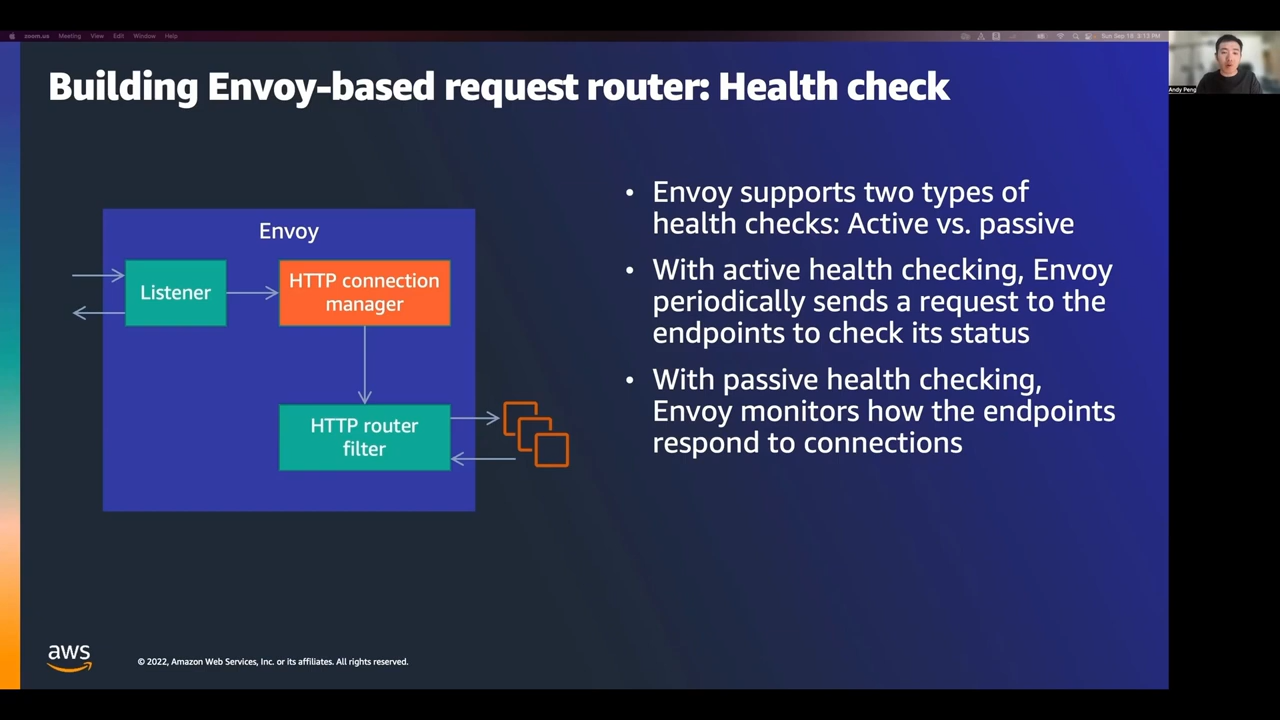 zoom.us Meeting View Edit Window Help
Building Envoy-based request router: Health check
Andy Peng
Envoy
Listener
HTTP connection
manager
HTTP router
filter
• Envoy supports two types of
health checks: Active vs. passive
• With active health checking, Envoy
periodically sends a request to the
endpoints to check its status
• With passive health checking,
Envoy monitors how the endpoints
respond to connections
aws
© 2022, Amazon Web Services, Inc. or its affiliates. All rights reserved.